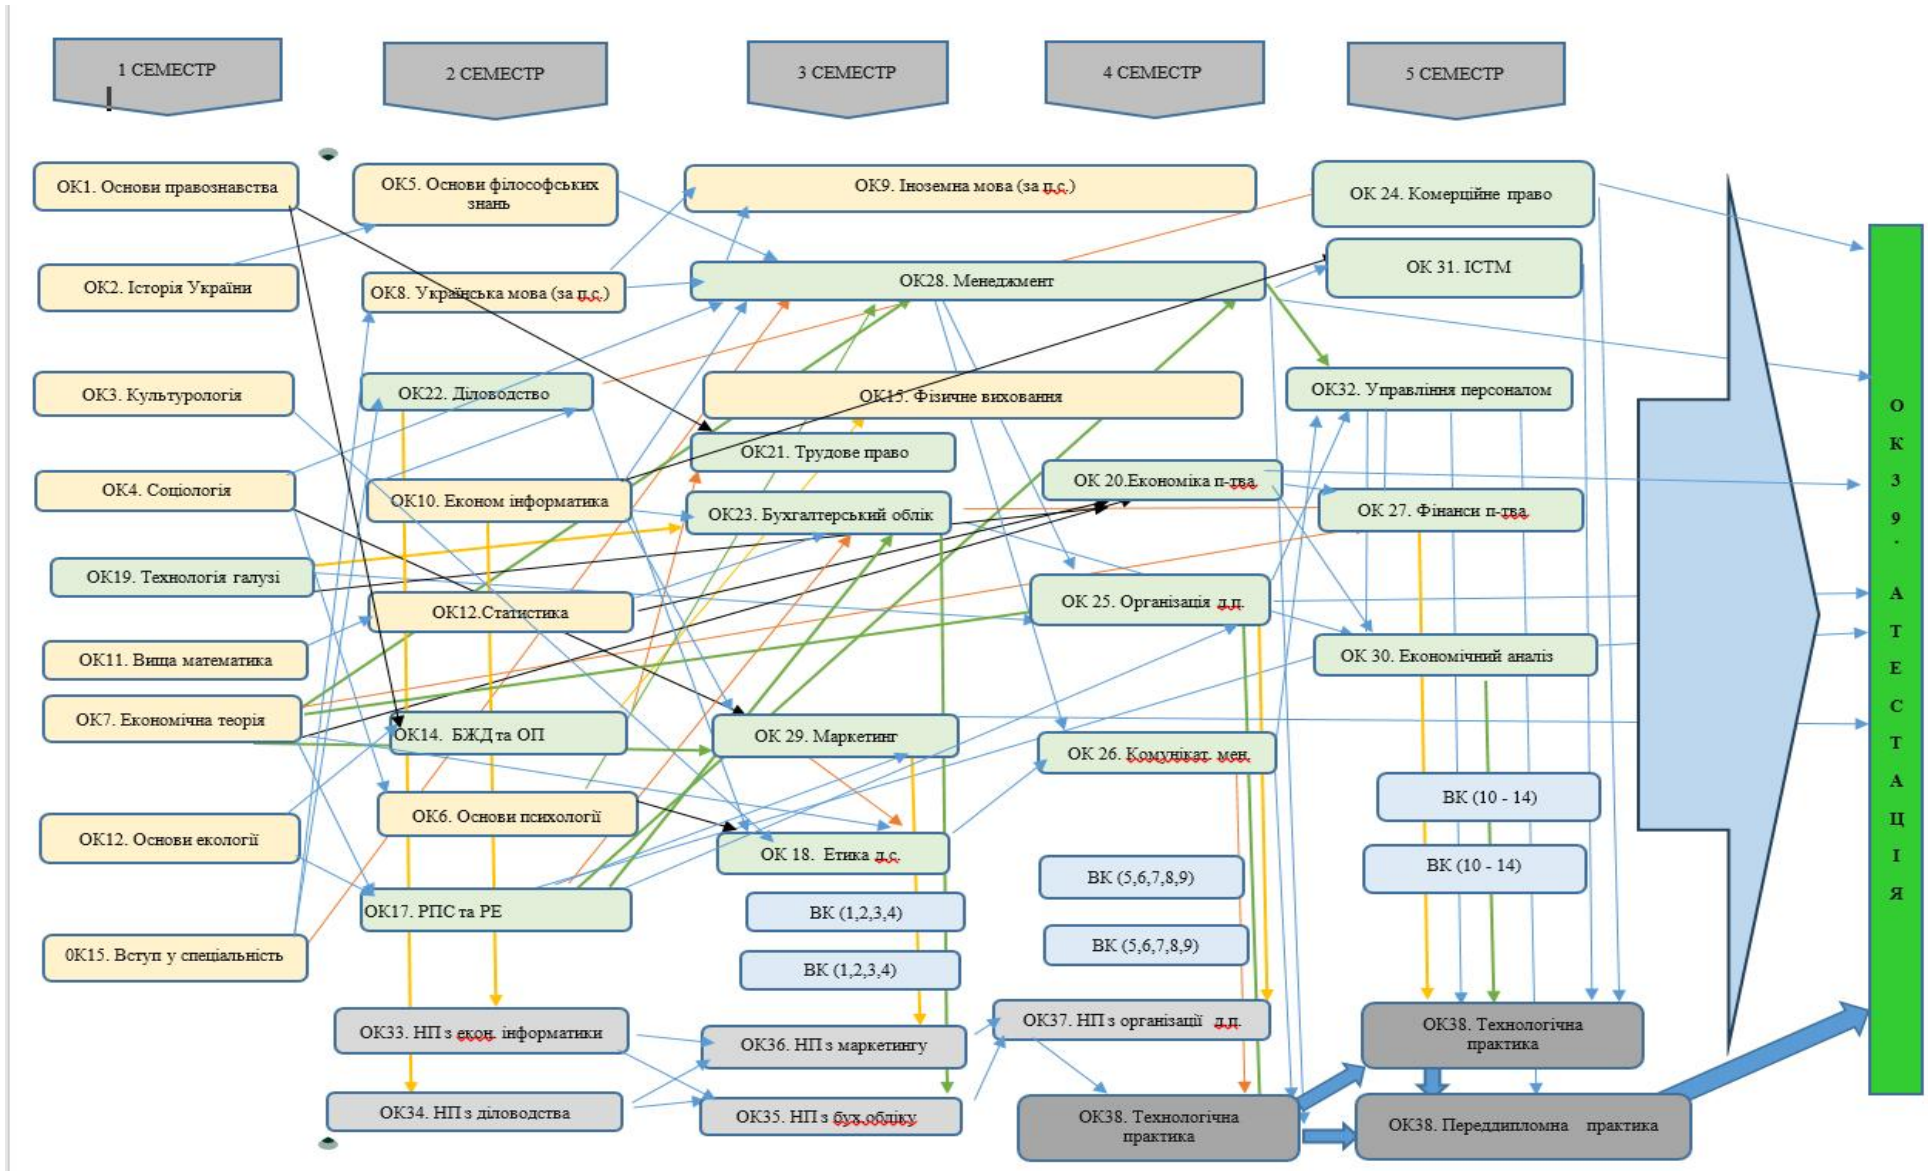 1 СЕМЕСТР
2 СЕМЕСТР
3 СЕМЕСТР
4 СЕМЕСТР
5 СЕМЕСТР
ОК1. Основи правознавства
ОК2. Історія України
ОК3. Культурологія
ОК4. Соціологія
ОК19. Технологія галузі
ОК11. Вища математика
ОК7. Економічна теорія
ОК12. Основи екології
0К15. Вступ у спеціальність
ОК5. Основи філософських
знань
ОК8. Українська мова (за п.с.)
ОК22. Діловодство
ОК10. Економ інформатика
ОК12.Статистика
ОК14. БЖД та ОП
ОК6. Основи психології
ОК17. РПС та РЕ
ОК33. НП з екон. інформатики
ОК34. НП з діловодства
ОК9. Іноземна мова (за п.с.)
ОК28. Менеджмент
ОК15. Фізичне виховання
ОК21. Трудове право
ОК23. Бухгалтерський облік
ОК 29. Маркетинг
ОК 18. Етика д.с.
ВК (1,2,3,4)
ВК (1,2,3,4)
ОК36. НП з маркетингу
ОК35. НП з бух.обліку
ОК 20.Економіка п-тва
ОК 25. Організація д.п.
ОК 26. Комунікат. мен.
ВК (5,6,7,8,9)
ВК (5,6,7,8,9)
ОК37. НП з організації д.п.
ОК38. Технологічна
практика
ОК 24. Комерційне право
ОК 31. ІСТМ
ОК32. Управління персоналом
ОК 27. Фінанси п-тва
ОК 30. Економічний аналіз
ВК (10 - 14)
ВК (10 - 14)
ОК38. Технологічна
практика
ОК38. Переддипломна практика
О
К
3
9
.
А
Т
Е
С
Т
А
Ц
І
Я